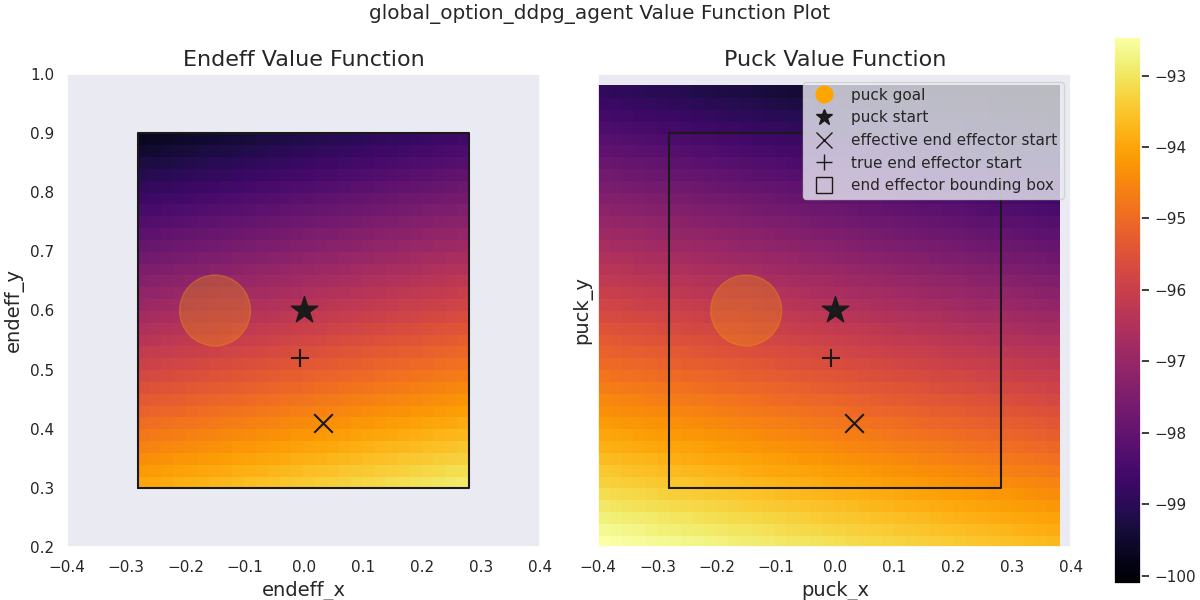 global_option_ddpg_agent Value Function Plot
Endeff Value Function
endeff_y
1.0
0.9
0.8
0.7
0.6
0.5
0.4
0.3
0.2
−0.4 −0.3 −0.2 −0.1 0.0 0.1 0.2 0.3 0.4
endeff_x
Puck Value Function
puck goal
puck start
effective end effector start
true end effector start
end effector bounding box
puck_y
−0.4 −0.3 −0.2 −0.1 0.0 0.1 0.2 0.3 0.4
puck_x
−93
−94
−95
−96
−97
−98
−99
−100